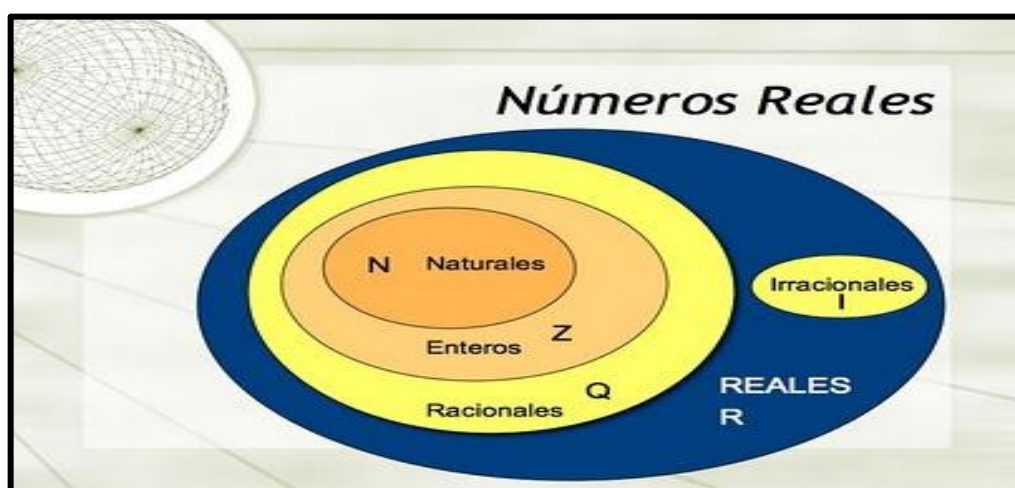 Números Reales
N Naturales
Irracionales
I
Z
Enteros
Q
REALES
Racionales
R